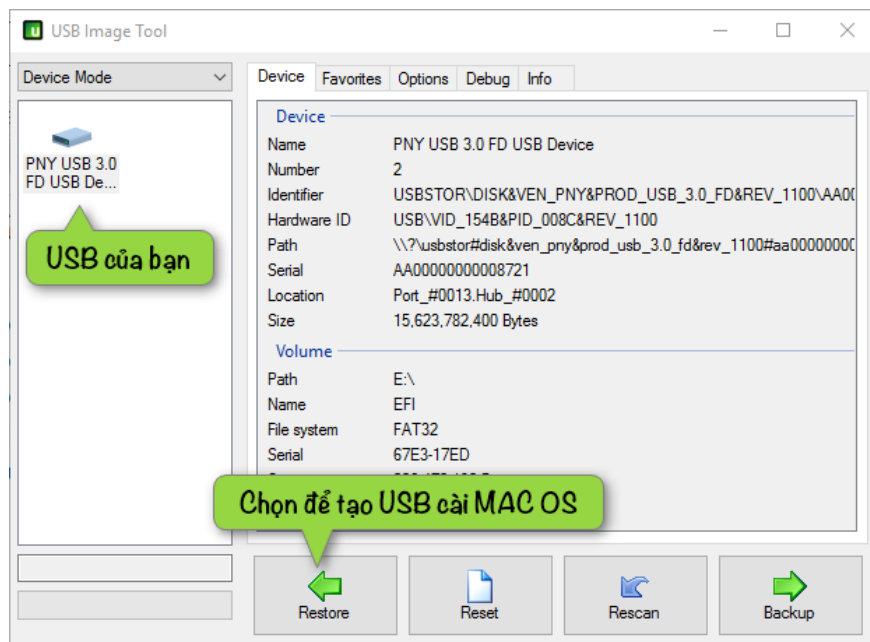 USB Image Tool
Device Mode
PNY USB 3.0
FD USB De...
USB của bạn
Device Favorites Options Debug Info
Device
Name PNY USB 3.0 FD USB Device
Number 2
Identifier USBSTOR\DISK&VEN_PNY&PROD_USB_3.0_FD&REV_1100\AA0(
Hardware ID USB\VID_154B&PID_008C&REV_1100
Path \\?\usbstor#disk&ven_pny&prod_usb_3.0_fd&rev_1100#aa00000000
Serial AA00000000008721
Location Port_#0013.Hub_#0002
Size 15,623,782,400 Bytes
Volume
Path E:\
Name EFI
File system FAT32
Serial 67E3-17ED
Chọn để tạo USB cài MAC OS
Restore Reset Rescan Backup